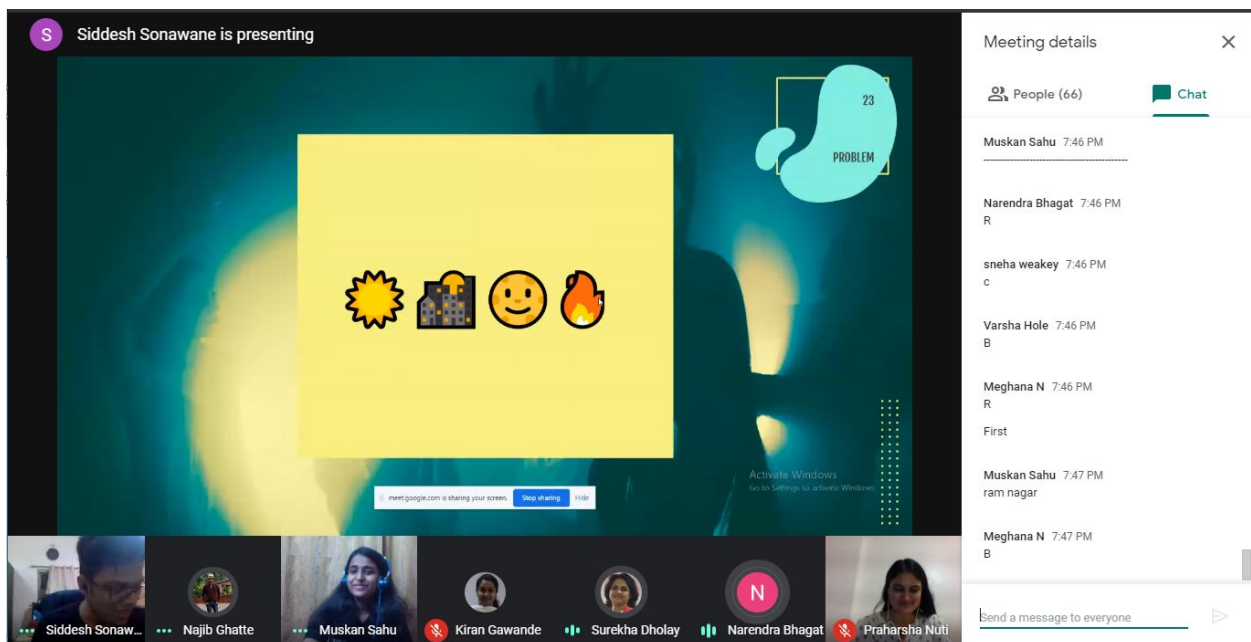 S
Siddesh Sonawane is presenting
23
PROBLEM
Activate Windows
Go to Settings to activate Windows.
meet.google.com is sharing your screen.
Stop sharing
Hide
Siddesh Sonaw...
Najib Ghatte
Muskan Sahu
Kiran Gawande
Surekha Dholay
N
Narendra Bhagat
Praharsha Nuti
Meeting details
People (66)
Chat
Muskan Sahu 7:46 PM
--------------------------------------------
Narendra Bhagat 7:46 PM
R
sneha weakey 7:46 PM
c
Varsha Hole 7:46 PM
B
Meghana N 7:46 PM
R
First
Muskan Sahu 7:47 PM
ram nagar
Meghana N 7:47 PM
B
Send a message to everyone